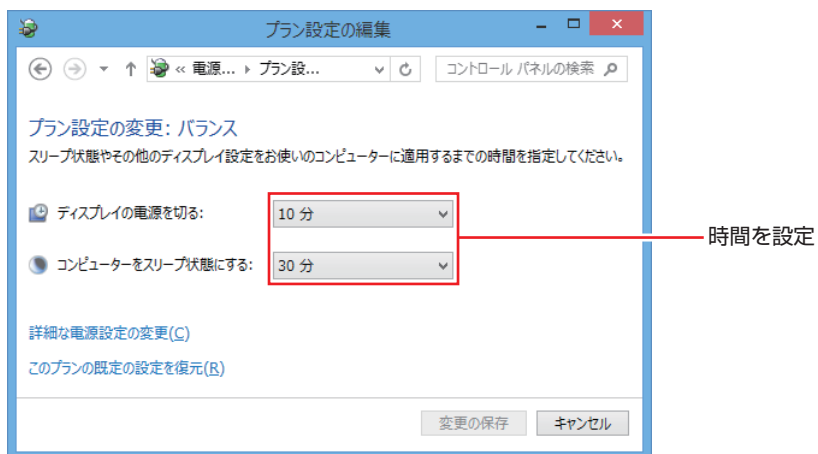 プラン設定の編集
« 電源... › プラン設...
コントロール パネルの検索
プラン設定の変更: バランス
スリープ状態やその他のディスプレイ設定をお使いのコンピューターに適用するまでの時間を指定してください。
ディスプレイの電源を切る: 10 分
時間を設定
コンピューターをスリープ状態にする: 30 分
詳細な電源設定の変更(C)
このプランの既定の設定を復元(R)
変更の保存 キャンセル